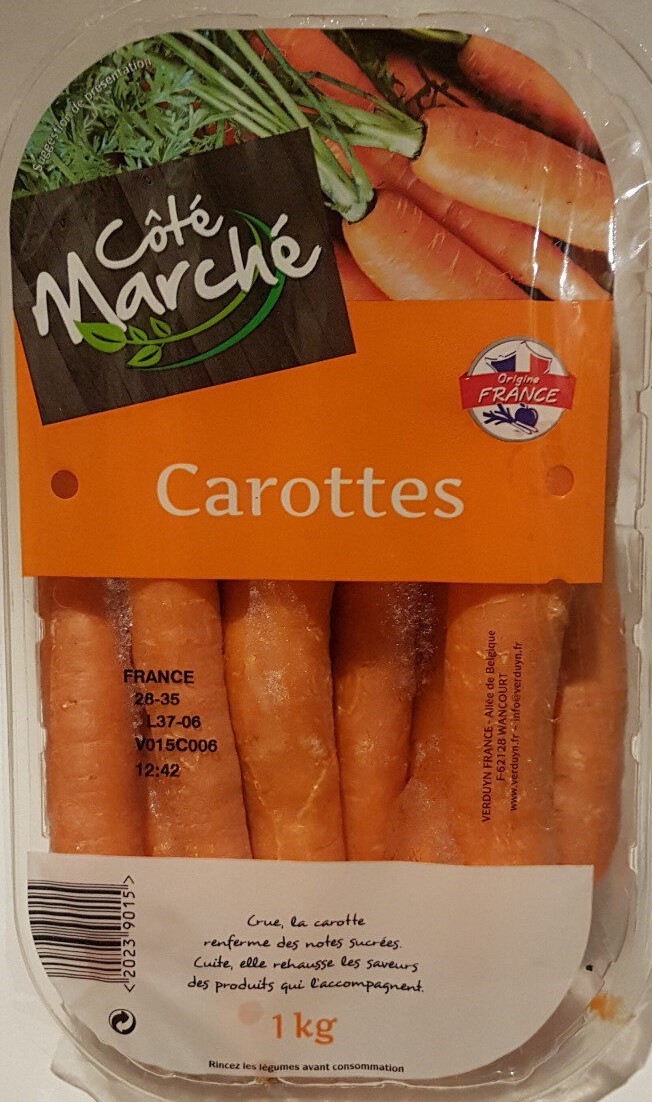 Suggestion de présentation
Côté
Marché
Origine
FRANCE
Carottes
FRANCE
28-35
L37-06
V015C006
12:42
VERDUYN FRANCE - Allée de Belgique
F-62128 WANCOURT
www.verduyn.fr - info@verduyn.fr
<20239015>
Crue, la carotte
renferme des notes sucrées.
Cuite, elle rehausse les saveurs
des produits qui l'accompagnent.
1 kg
Rincez les légumes avant consommation